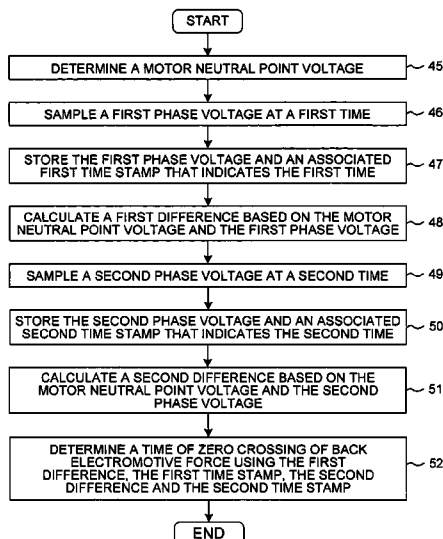 START
DETERMINE A MOTOR NEUTRAL POINT VOLTAGE
45
SAMPLE A FIRST PHASE VOLTAGE AT A FIRST TIME
46
STORE THE FIRST PHASE VOLTAGE AND AN ASSOCIATED
FIRST TIME STAMP THAT INDICATES THE FIRST TIME
47
CALCULATE A FIRST DIFFERENCE BASED ON THE MOTOR
NEUTRAL POINT VOLTAGE AND THE FIRST PHASE VOLTAGE
48
SAMPLE A SECOND PHASE VOLTAGE AT A SECOND TIME
49
STORE THE SECOND PHASE VOLTAGE AND AN ASSOCIATED
SECOND TIME STAMP THAT INDICATES THE SECOND TIME
50
CALCULATE A SECOND DIFFERENCE BASED ON THE
MOTOR NEUTRAL POINT VOLTAGE AND THE SECOND
PHASE VOLTAGE
51
DETERMINE A TIME OF ZERO CROSSING OF BACK
ELECTROMOTIVE FORCE USING THE FIRST
DIFFERENCE, THE FIRST TIME STAMP, THE SECOND
DIFFERENCE AND THE SECOND TIME STAMP
52
END